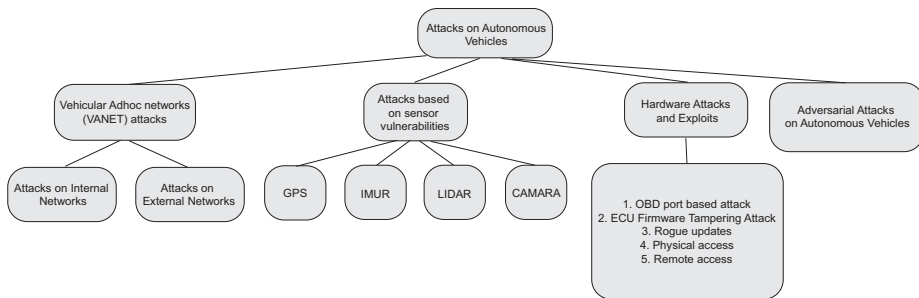 Attacks on Autonomous
Vehicles
Vehicular Adhoc networks
(VANET) attacks
Attacks based
on sensor
vulnerabilities
Hardware Attacks
and Exploits
Adversarial Attacks
on Autonomous Vehicles
Attacks on Internal
Networks
Attacks on
External Networks
GPS
IMUR
LIDAR
CAMARA
1. OBD port based attack
2. ECU Firmware Tampering Attack
3. Rogue updates
4. Physical access
5. Remote access